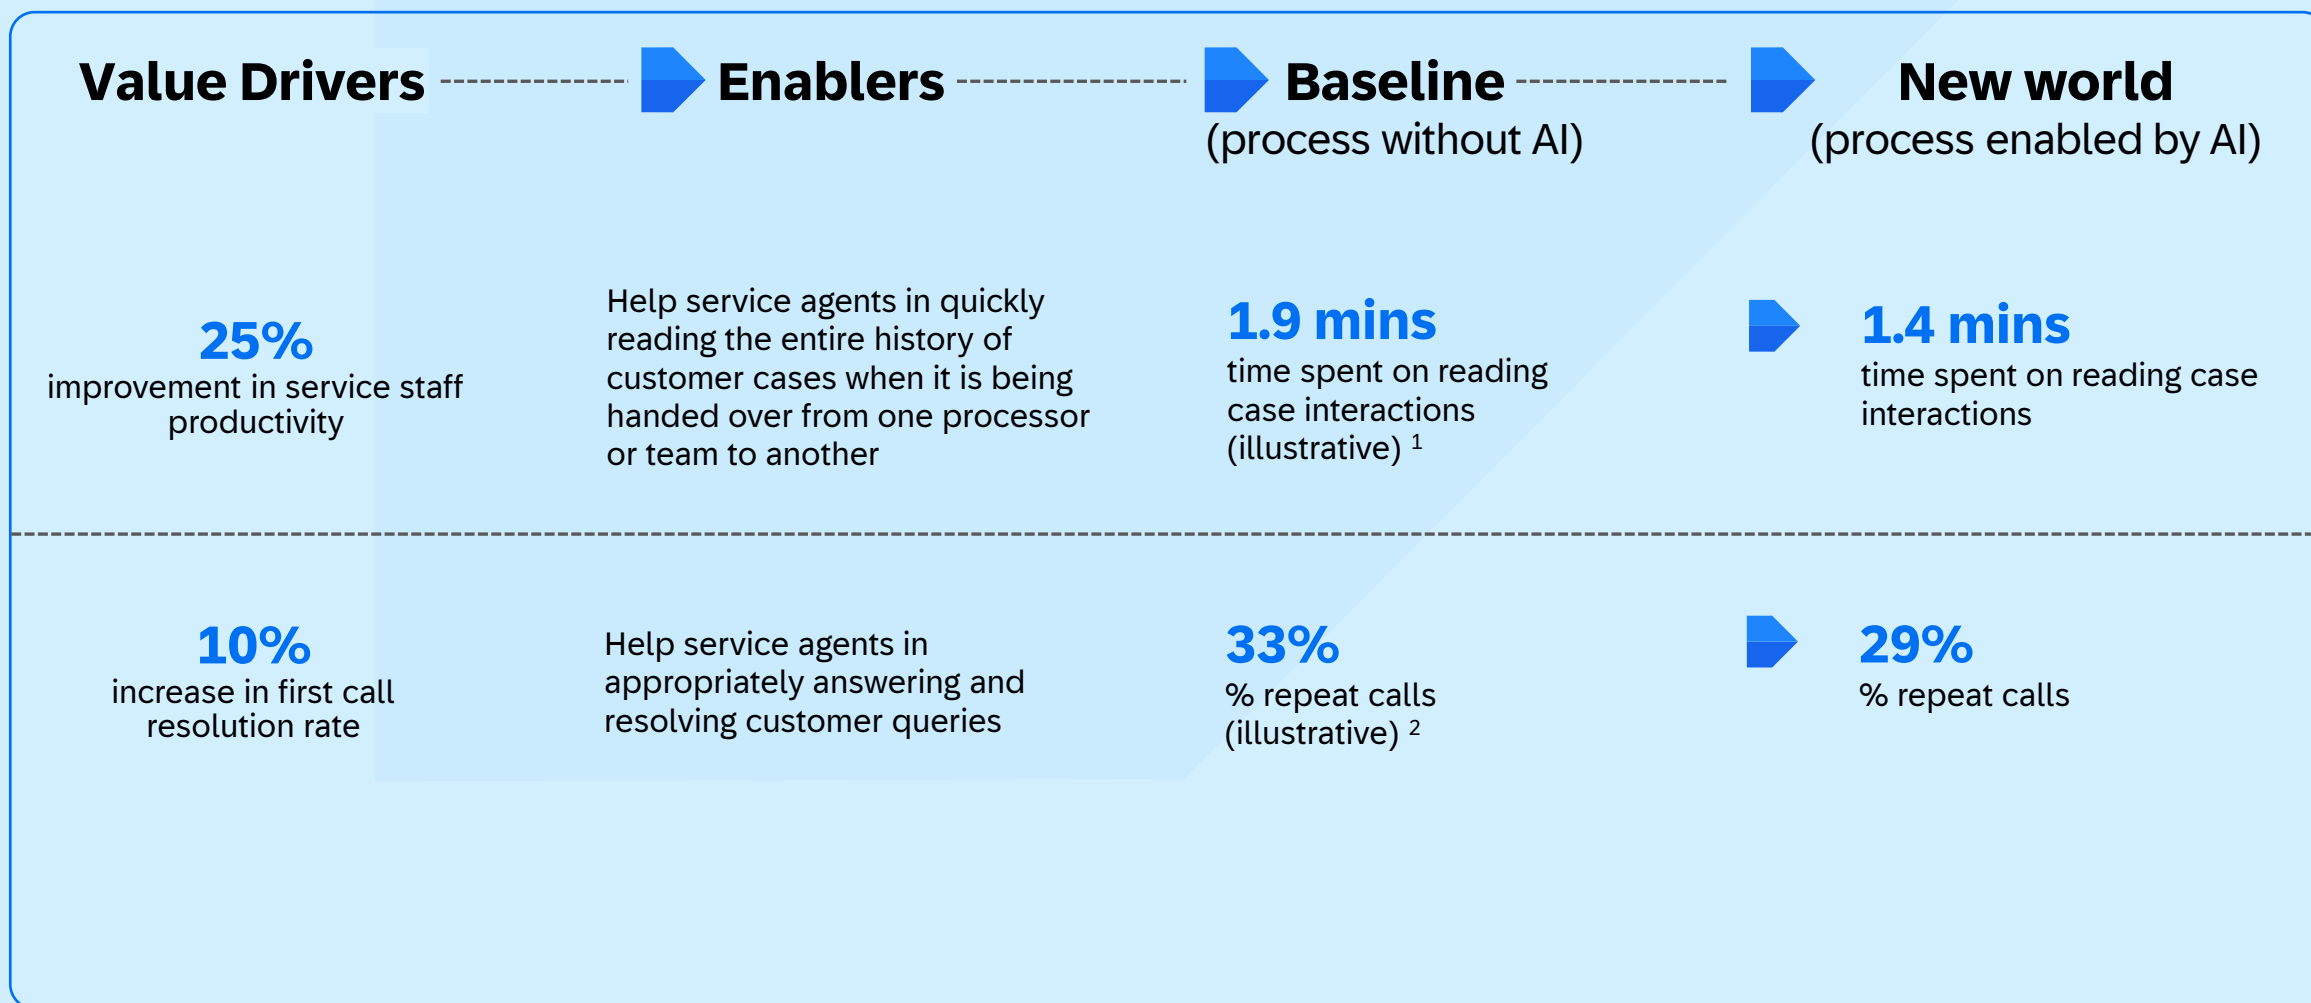 Value Drivers
Enablers
Baseline
(process without AI)
New world
(process enabled by AI)
25%
improvement in service staff
productivity
Help service agents in quickly
reading the entire history of
customer cases when it is being
handed over from one processor
or team to another
1.9 mins
time spent on reading
case interactions
(illustrative) 1
1.4 mins
time spent on reading case
interactions
10%
increase in first call
resolution rate
Help service agents in
appropriately answering and
resolving customer queries
33%
% repeat calls
(illustrative) 2
29%
% repeat calls